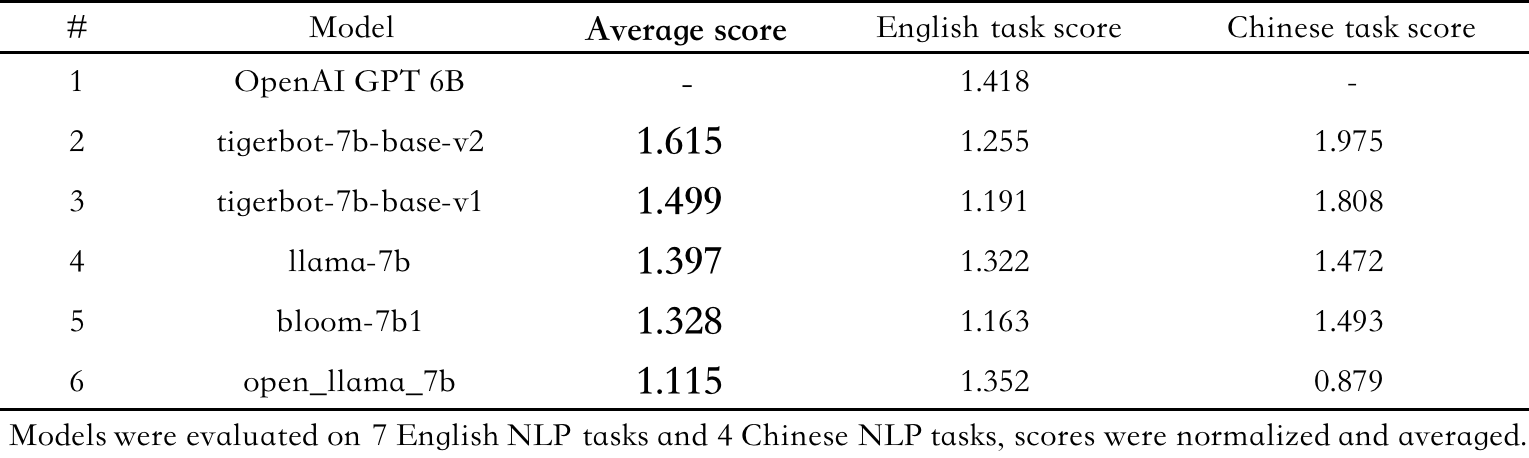 # Model Average score English task score Chinese task score
1 OpenAI GPT 6B - 1.418 -
2 tigerbot-7b-base-v2 1.615 1.255 1.975
3 tigerbot-7b-base-v1 1.499 1.191 1.808
4 llama-7b 1.397 1.322 1.472
5 bloom-7b1 1.328 1.163 1.493
6 open_llama_7b 1.115 1.352 0.879
Models were evaluated on 7 English NLP tasks and 4 Chinese NLP tasks, scores were normalized and averaged.